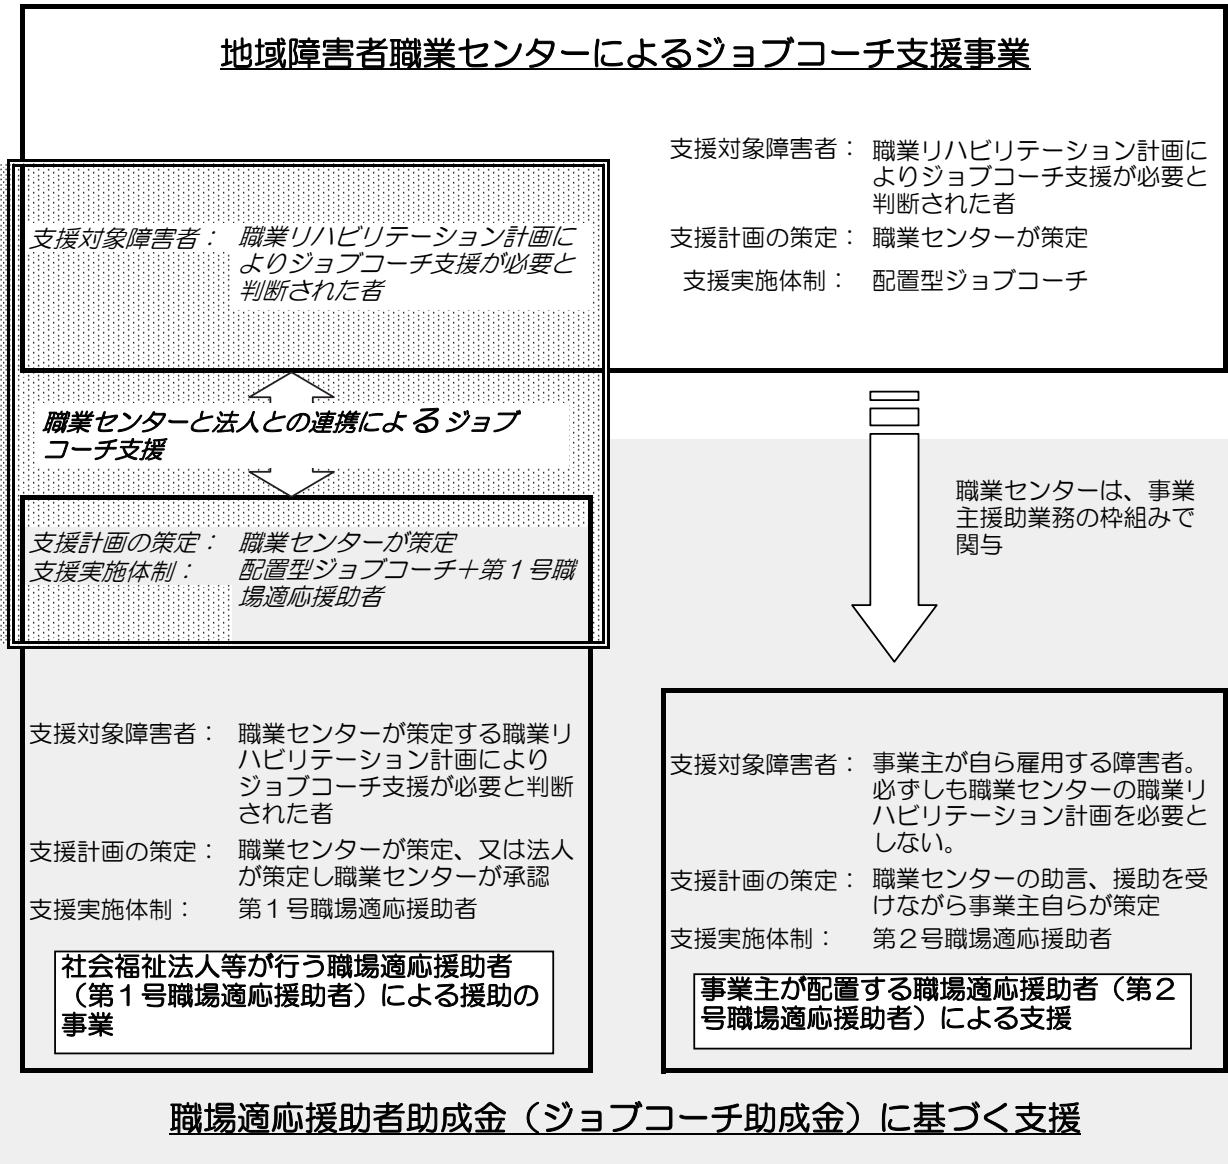 地域障害者職業センターによるジョブコーチ支援事業
支援対象障害者： 職業リハビリテーション計画に
よりジョブコーチ支援が必要と
判断された者
支援計画の策定： 職業センターが策定
支援実施体制： 配置型ジョブコーチ
支援対象障害者： 職業リハビリテーション計画に
よりジョブコーチ支援が必要と
判断された者
職業センターと法人との連携によるジョブ
コーチ支援
支援計画の策定： 職業センターが策定
支援実施体制： 配置型ジョブコーチ＋第１号職
場適応援助者
職業センターは、事業
主援助業務の枠組みで
関与
支援対象障害者： 職業センターが策定する職業リ
ハビリテーション計画により
ジョブコーチ支援が必要と判断
された者
支援計画の策定： 職業センターが策定、又は法人
が策定し職業センターが承認
支援実施体制： 第１号職場適応援助者
社会福祉法人等が行う職場適応援助者
（第１号職場適応援助者）による援助の
事業
支援対象障害者： 事業主が自ら雇用する障害者。
必ずしも職業センターの職業リ
ハビリテーション計画を必要と
しない。
支援計画の策定： 職業センターの助言、援助を受
けながら事業主自らが策定
支援実施体制： 第２号職場適応援助者
事業主が配置する職場適応援助者（第２
号職場適応援助者）による支援
職場適応援助者助成金（ジョブコーチ助成金）に基づく支援